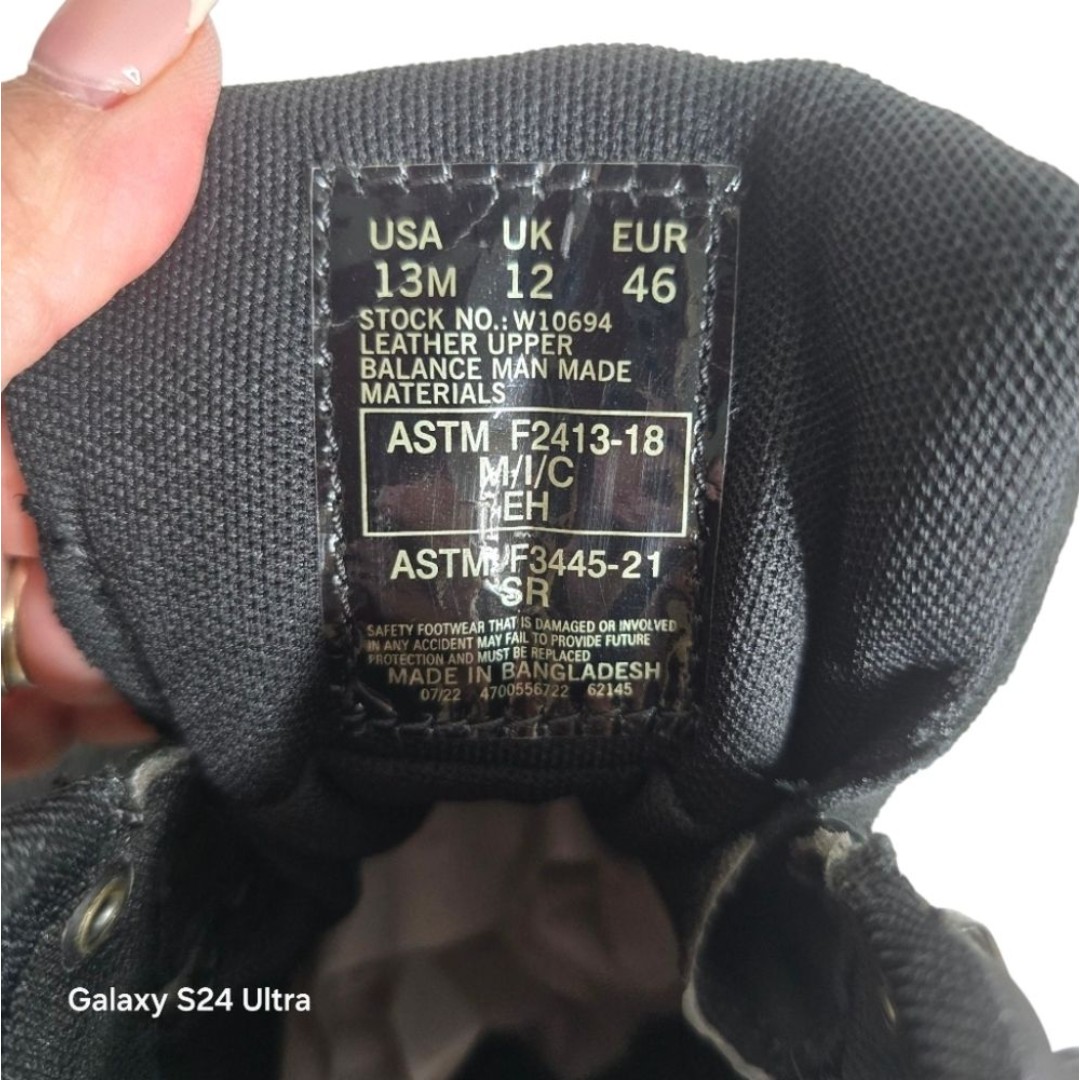 USA UK EUR
13M 12 46
STOCK NO.: W10694
LEATHER UPPER
BALANCE MAN MADE
MATERIALS
ASTM F2413-18
M/I/C
EH
ASTM F3445-21
SR
SAFETY FOOTWEAR THAT IS DAMAGED OR INVOLVED
IN ANY ACCIDENT MAY FAIL TO PROVIDE FUTURE
PROTECTION AND MUST BE REPLACED
MADE IN BANGLADESH
07/22 4700556722 62145
Galaxy S24 Ultra